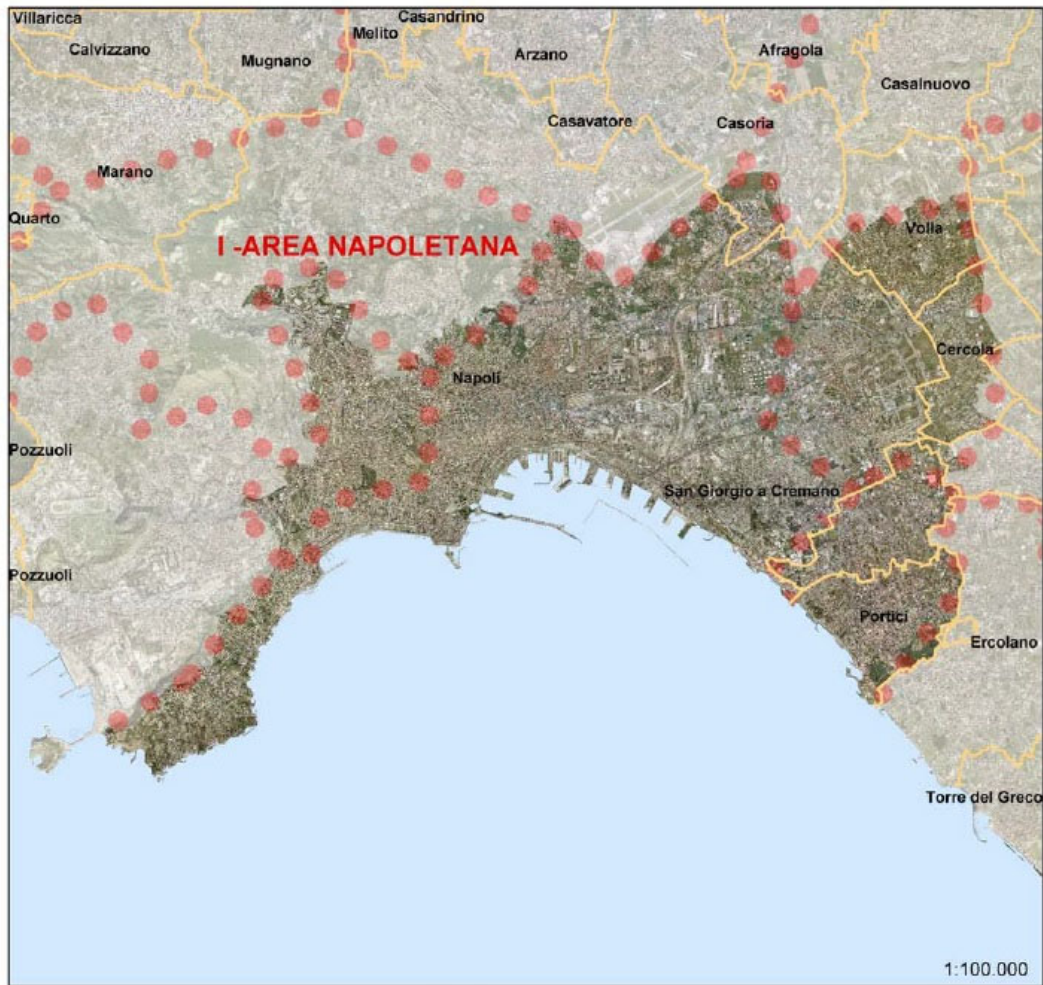 Villaricca
Casandrino
Melito
Calvizzano
Mugnano
Arzano
Afragola
Casalnuovo
Casavatore
Casoria
Marano
Quarto
Volla
I -AREA NAPOLETANA
Cercola
Napoli
Pozzuoli
San Giorgio a Cremano
Pozzuoli
Portici
Ercolano
Torre del Greco
1:100.000